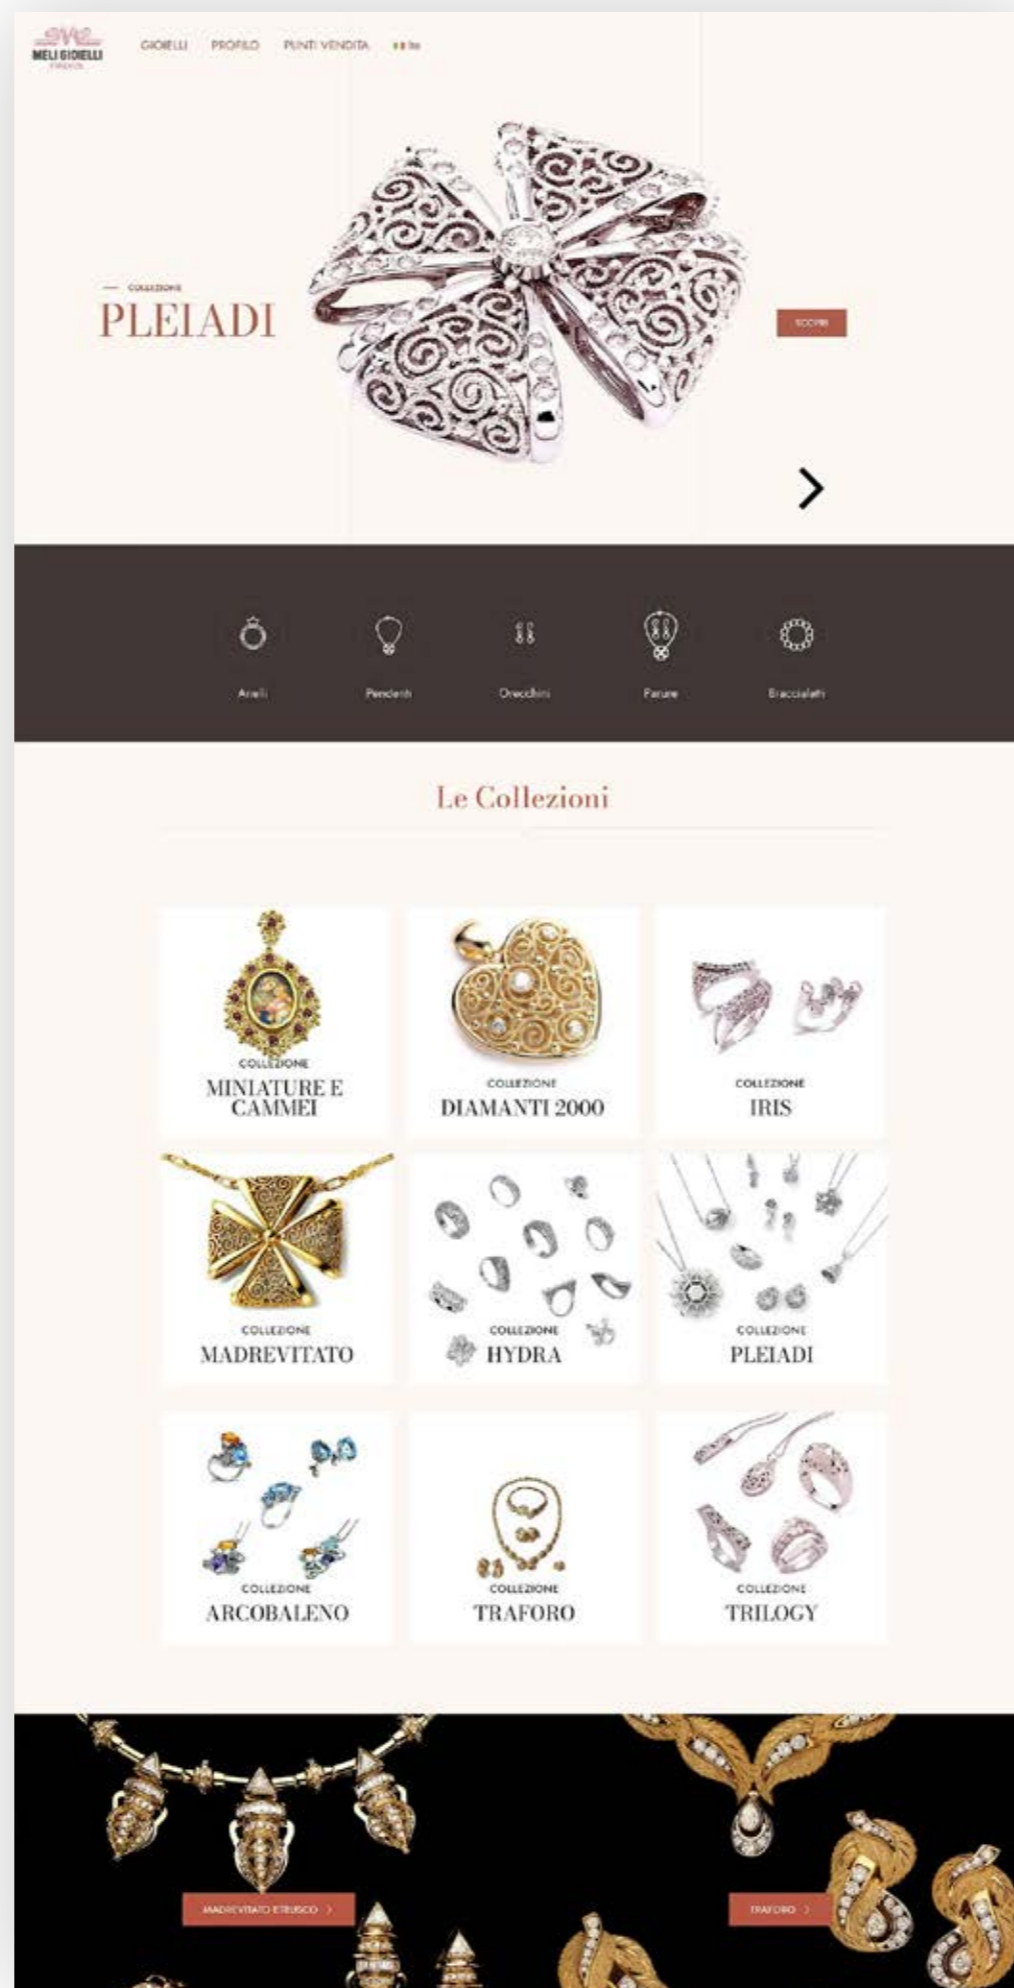 MELI GIOIELLI
FIRENZE
GIOIELLI PROFILO PUNTI VENDITA Ita
COLLEZIONE
PLEIADI
SCOPRI
Anelli Pendenti Orecchini Parure Braccialetti
Le Collezioni
COLLEZIONE
MINIATURE E
CAMMEI
COLLEZIONE
DIAMANTI 2000
COLLEZIONE
IRIS
COLLEZIONE
MADREVITATO
COLLEZIONE
HYDRA
COLLEZIONE
PLEIADI
COLLEZIONE
ARCOBALENO
COLLEZIONE
TRAFORO
COLLEZIONE
TRILOGY
MADREVITATO ETRUSCO
TRAFORO